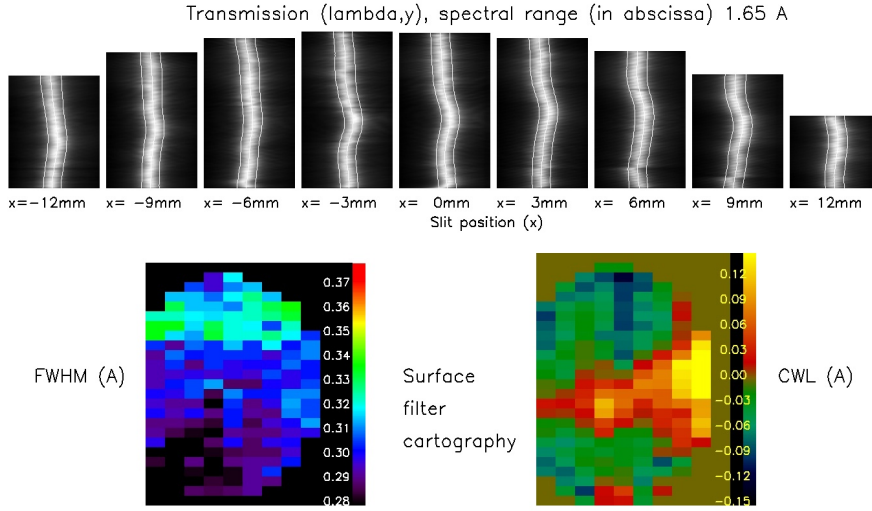 Transmission (lambda,y), spectral range (in abscissa) 1.65 A
x=-12mm x= -9mm x= -6mm x= -3mm x= 0mm x= 3mm x= 6mm x= 9mm x= 12mm
Slit position (x)
FWHM (A)
0.37
0.36
0.35
0.34
0.33
0.32
0.31
0.30
0.29
0.28
Surface
filter
cartography
CWL (A)
0.12
0.09
0.06
0.03
0.00
-0.03
-0.06
-0.09
-0.12
-0.15